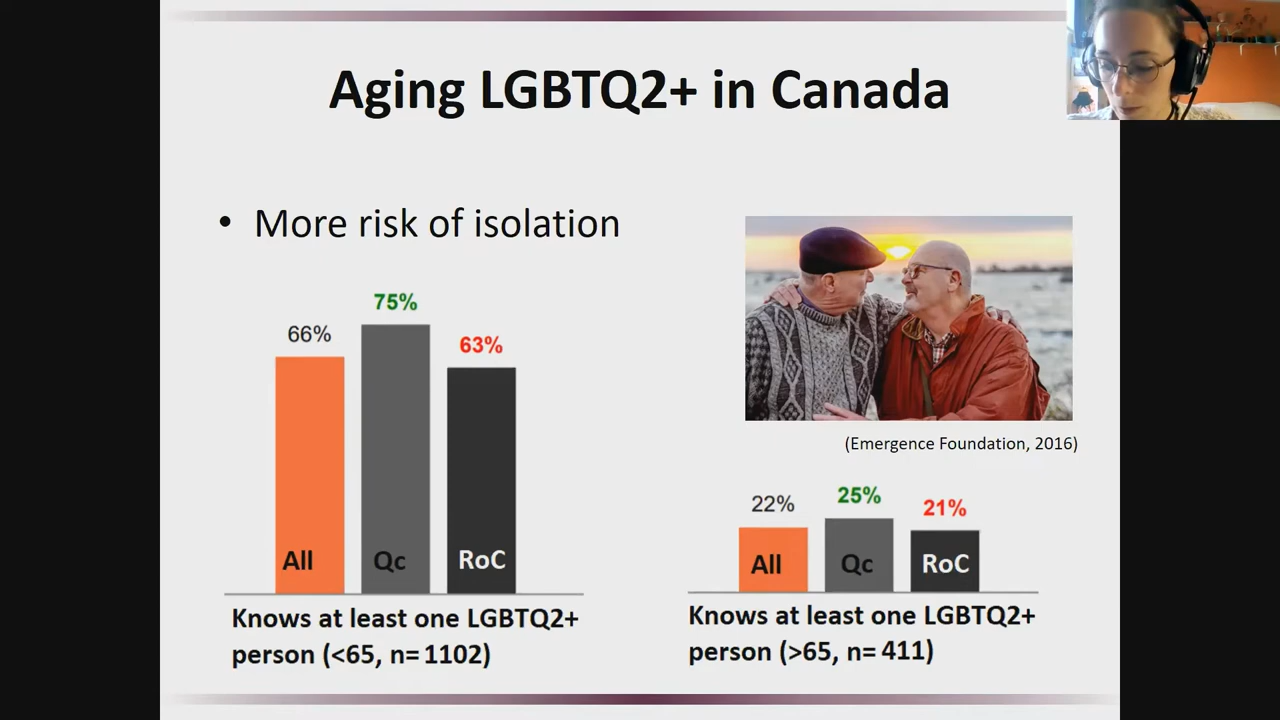 Aging LGBTQ2+ in Canada
• More risk of isolation
75%
66%
63%
All
Qc
RoC
Knows at least one LGBTQ2+
person (<65, n=1102)
(Emergence Foundation, 2016)
22%
25%
21%
All
Qc
RoC
Knows at least one LGBTQ2+
person (>65, n=411)